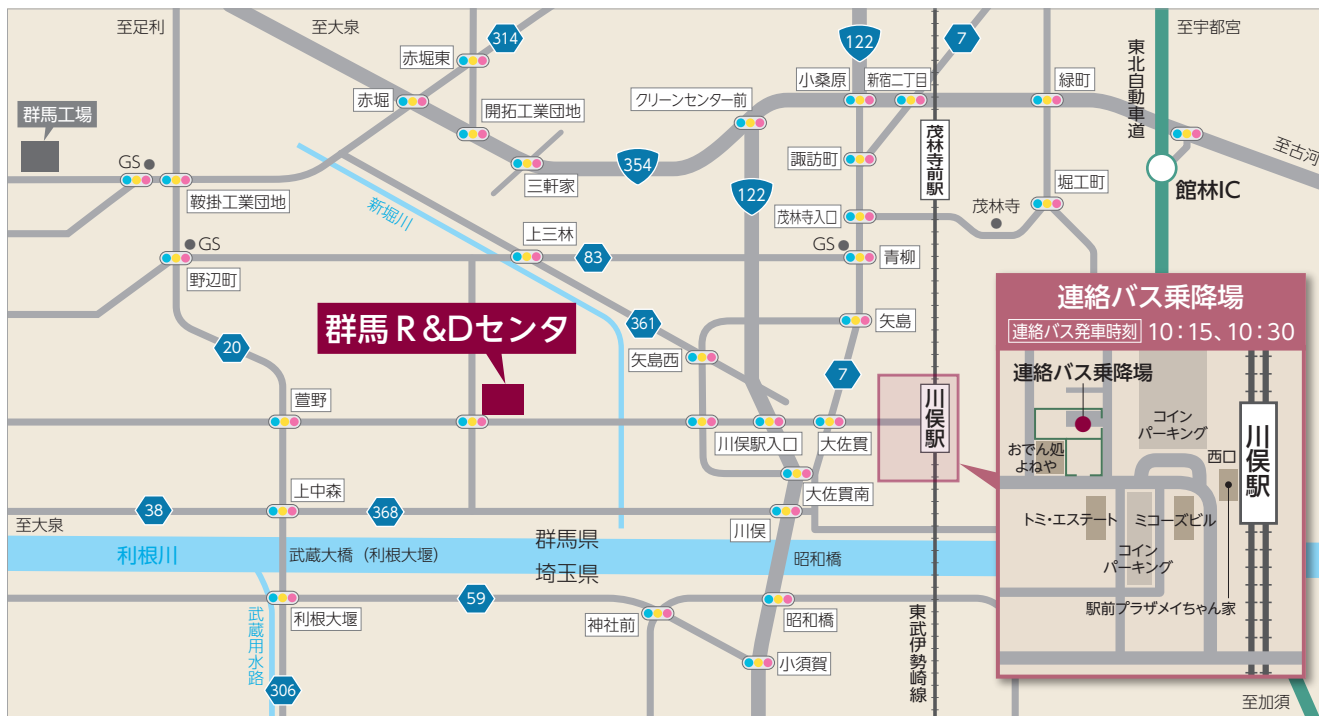 至足利
至大泉
314
122
7
至宇都宮
赤堀東
小桑原
新宿二丁目
緑町
東北自動車道
赤堀
開拓工業団地
クリーンセンター前
群馬工場
茂林寺前駅
至古河
GS
354
諏訪町
三軒家
122
堀工町
館林IC
鞍掛工業団地
新堀川
茂林寺入口
茂林寺
GS
上三林
83
GS
青柳
野辺町
連絡バス乗降場
連絡バス発車時刻 10：15、10：30
群馬R&Dセンタ
361
矢島
20
矢島西
7
連絡バス乗降場
萱野
川俣駅
コイン
パーキング
川俣駅入口
大佐貫
おでん処
よねや
西口
川俣駅
上中森
大佐貫南
38
368
至大泉
川俣
トミ・エステート
ミコーズビル
利根川
武蔵大橋（利根大堰）
群馬県
埼玉県
昭和橋
コイン
パーキング
59
駅前プラザメイちゃん家
武蔵用水路
利根大堰
神社前
昭和橋
東武伊勢崎線
小須賀
306
至加須